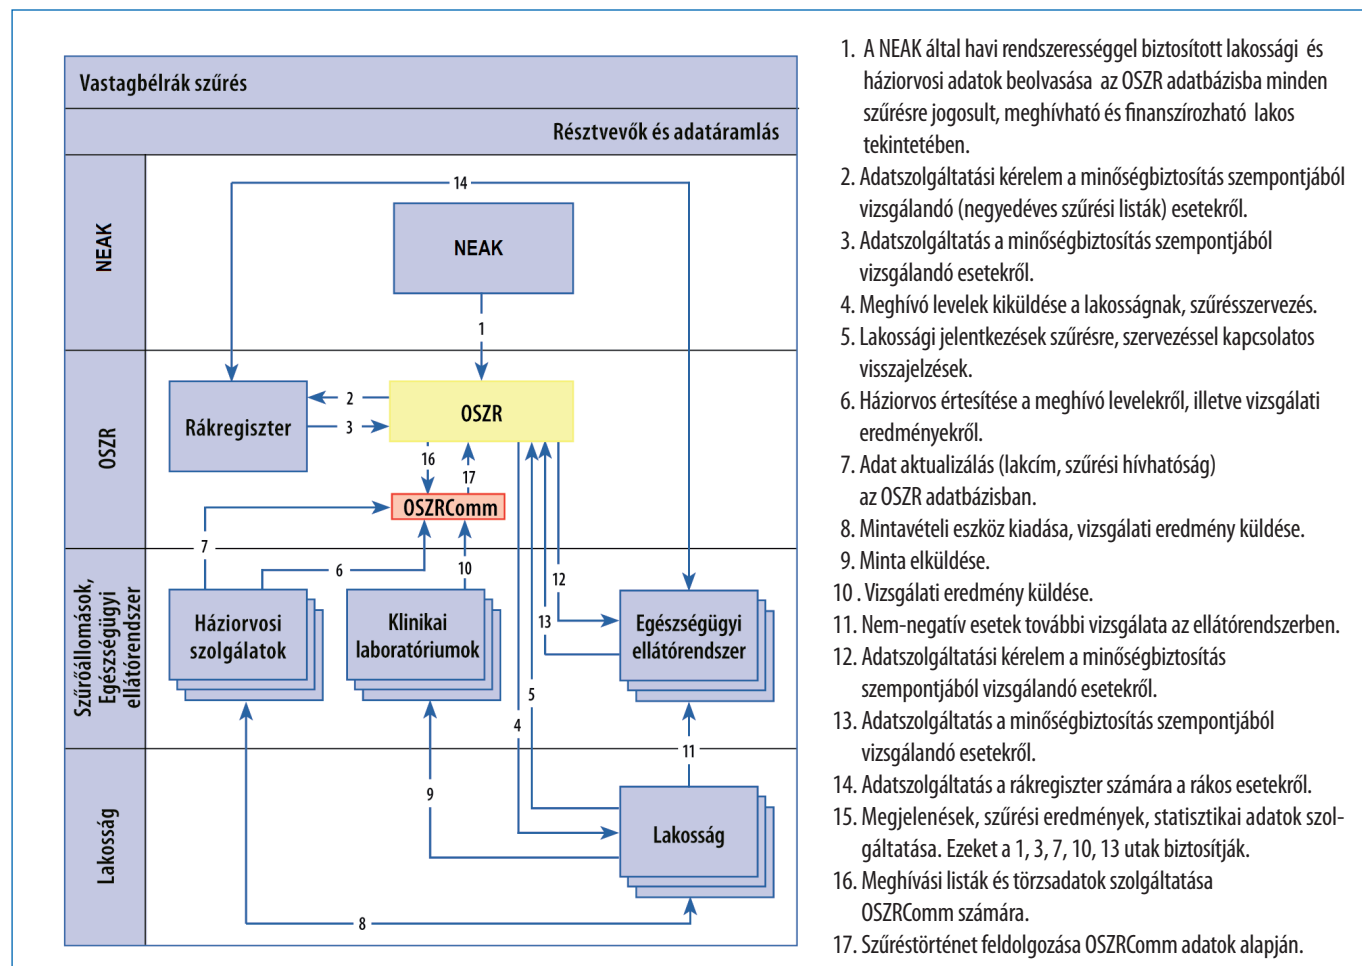 Vastagbélrák szűrés
Résztvevők és adatáramlás
NEAK
14
NEAK
1
OSZR
Rákregiszter
2
3
OSZR
16
17
OSZRComm
7
6
10
12
13
Szűrőállomások,
Egészségügyi
ellátórendszer
Háziorvosi
szolgálatok
Klinikai
laboratóriumok
Egészségügyi
ellátórendszer
5
4
11
9
Lakosság
Lakosság
8
1. A NEAK által havi rendszerességgel biztosított lakossági és
háziorvosi adatok beolvasása az OSZR adatbázisba minden
szűrésre jogosult, meghívható és finanszírozható lakos
tekintetében.
2. Adatszolgáltatási kérelem a minőségbiztosítás szempontjából
vizsgálandó (negyedéves szűrési listák) esetekről.
3. Adatszolgáltatás a minőségbiztosítás szempontjából
vizsgálandó esetekről.
4. Meghívó levelek kiküldése a lakosságnak, szűrésszervezés.
5. Lakossági jelentkezések szűrésre, szervezéssel kapcsolatos
visszajelzések.
6. Háziorvos értesítése a meghívó levelekről, illetve vizsgálati
eredményekről.
7. Adat aktualizálás (lakcím, szűrési hívhatóság)
az OSZR adatbázisban.
8. Mintavételi eszköz kiadása, vizsgálati eredmény küldése.
9. Minta elküldése.
10 . Vizsgálati eredmény küldése.
11. Nem-negatív esetek további vizsgálata az ellátórendszerben.
12. Adatszolgáltatási kérelem a minőségbiztosítás
szempontjából vizsgálandó esetekről.
13. Adatszolgáltatás a minőségbiztosítás szempontjából
vizsgálandó esetekről.
14. Adatszolgáltatás a rákregiszter számára a rákos esetekről.
15. Megjelenések, szűrési eredmények, statisztikai adatok szol-
gáltatása. Ezeket a 1, 3, 7, 10, 13 utak biztosítják.
16. Meghívási listák és törzsadatok szolgáltatása
OSZRComm számára.
17. Szűréstörténet feldolgozása OSZRComm adatok alapján.